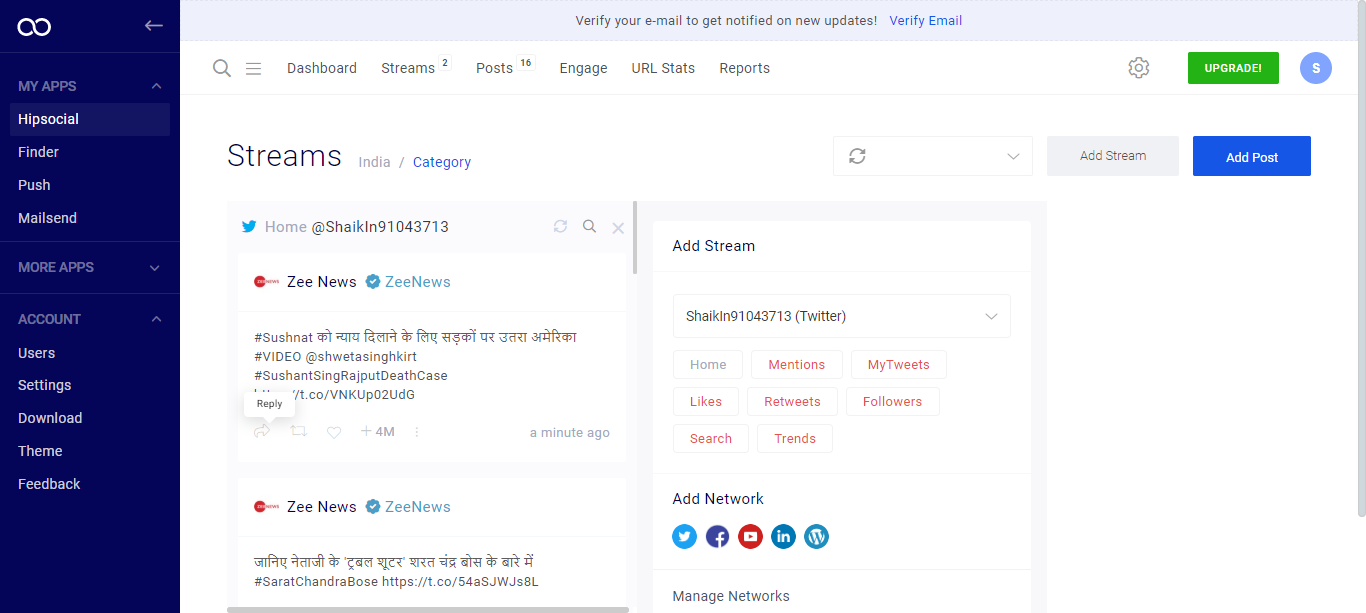 Verify your e-mail to get notified on new updates! Verify Email
Dashboard Streams 2 Posts 16 Engage URL Stats Reports UPGRADE! S
MY APPS
Hipsocial
Finder
Push
Mailsend
MORE APPS
ACCOUNT
Users
Settings
Download
Theme
Feedback
Streams India / Category
Add Stream
Add Post
Home @ShaikIn91043713
Zee News ZeeNews
#Sushnat को न्याय दिलाने के लिए सड़कों पर उतरा अमेरिका
#VIDEO @shwetasinghkirt
#SushantSingRajputDeathCase
t.co/VNKUp02UdG
Reply
+ 4M a minute ago
Zee News ZeeNews
जानिए नेताजी के 'ट्रबल शूटर' शरत चंद्र बोस के बारे में
#SaratChandraBose https://t.co/54aSJWJs8L
Add Stream
ShaikIn91043713 (Twitter)
Home Mentions MyTweets
Likes Retweets Followers
Search Trends
Add Network
Manage Networks